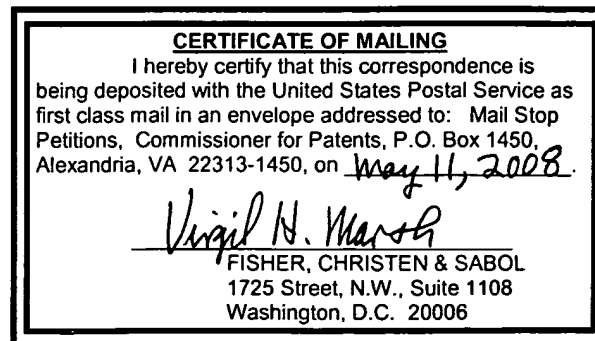 CERTIFICATE OF MAILING
I hereby certify that this correspondence is
being deposited with the United States Postal Service as
first class mail in an envelope addressed to: Mail Stop
Petitions, Commissioner for Patents, P.O. Box 1450,
Alexandria, VA 22313-1450, on May 11, 2008.
Virgil H. Marsh
FISHER, CHRISTEN & SABOL
1725 Street, N.W., Suite 1108
Washington, D.C. 20006